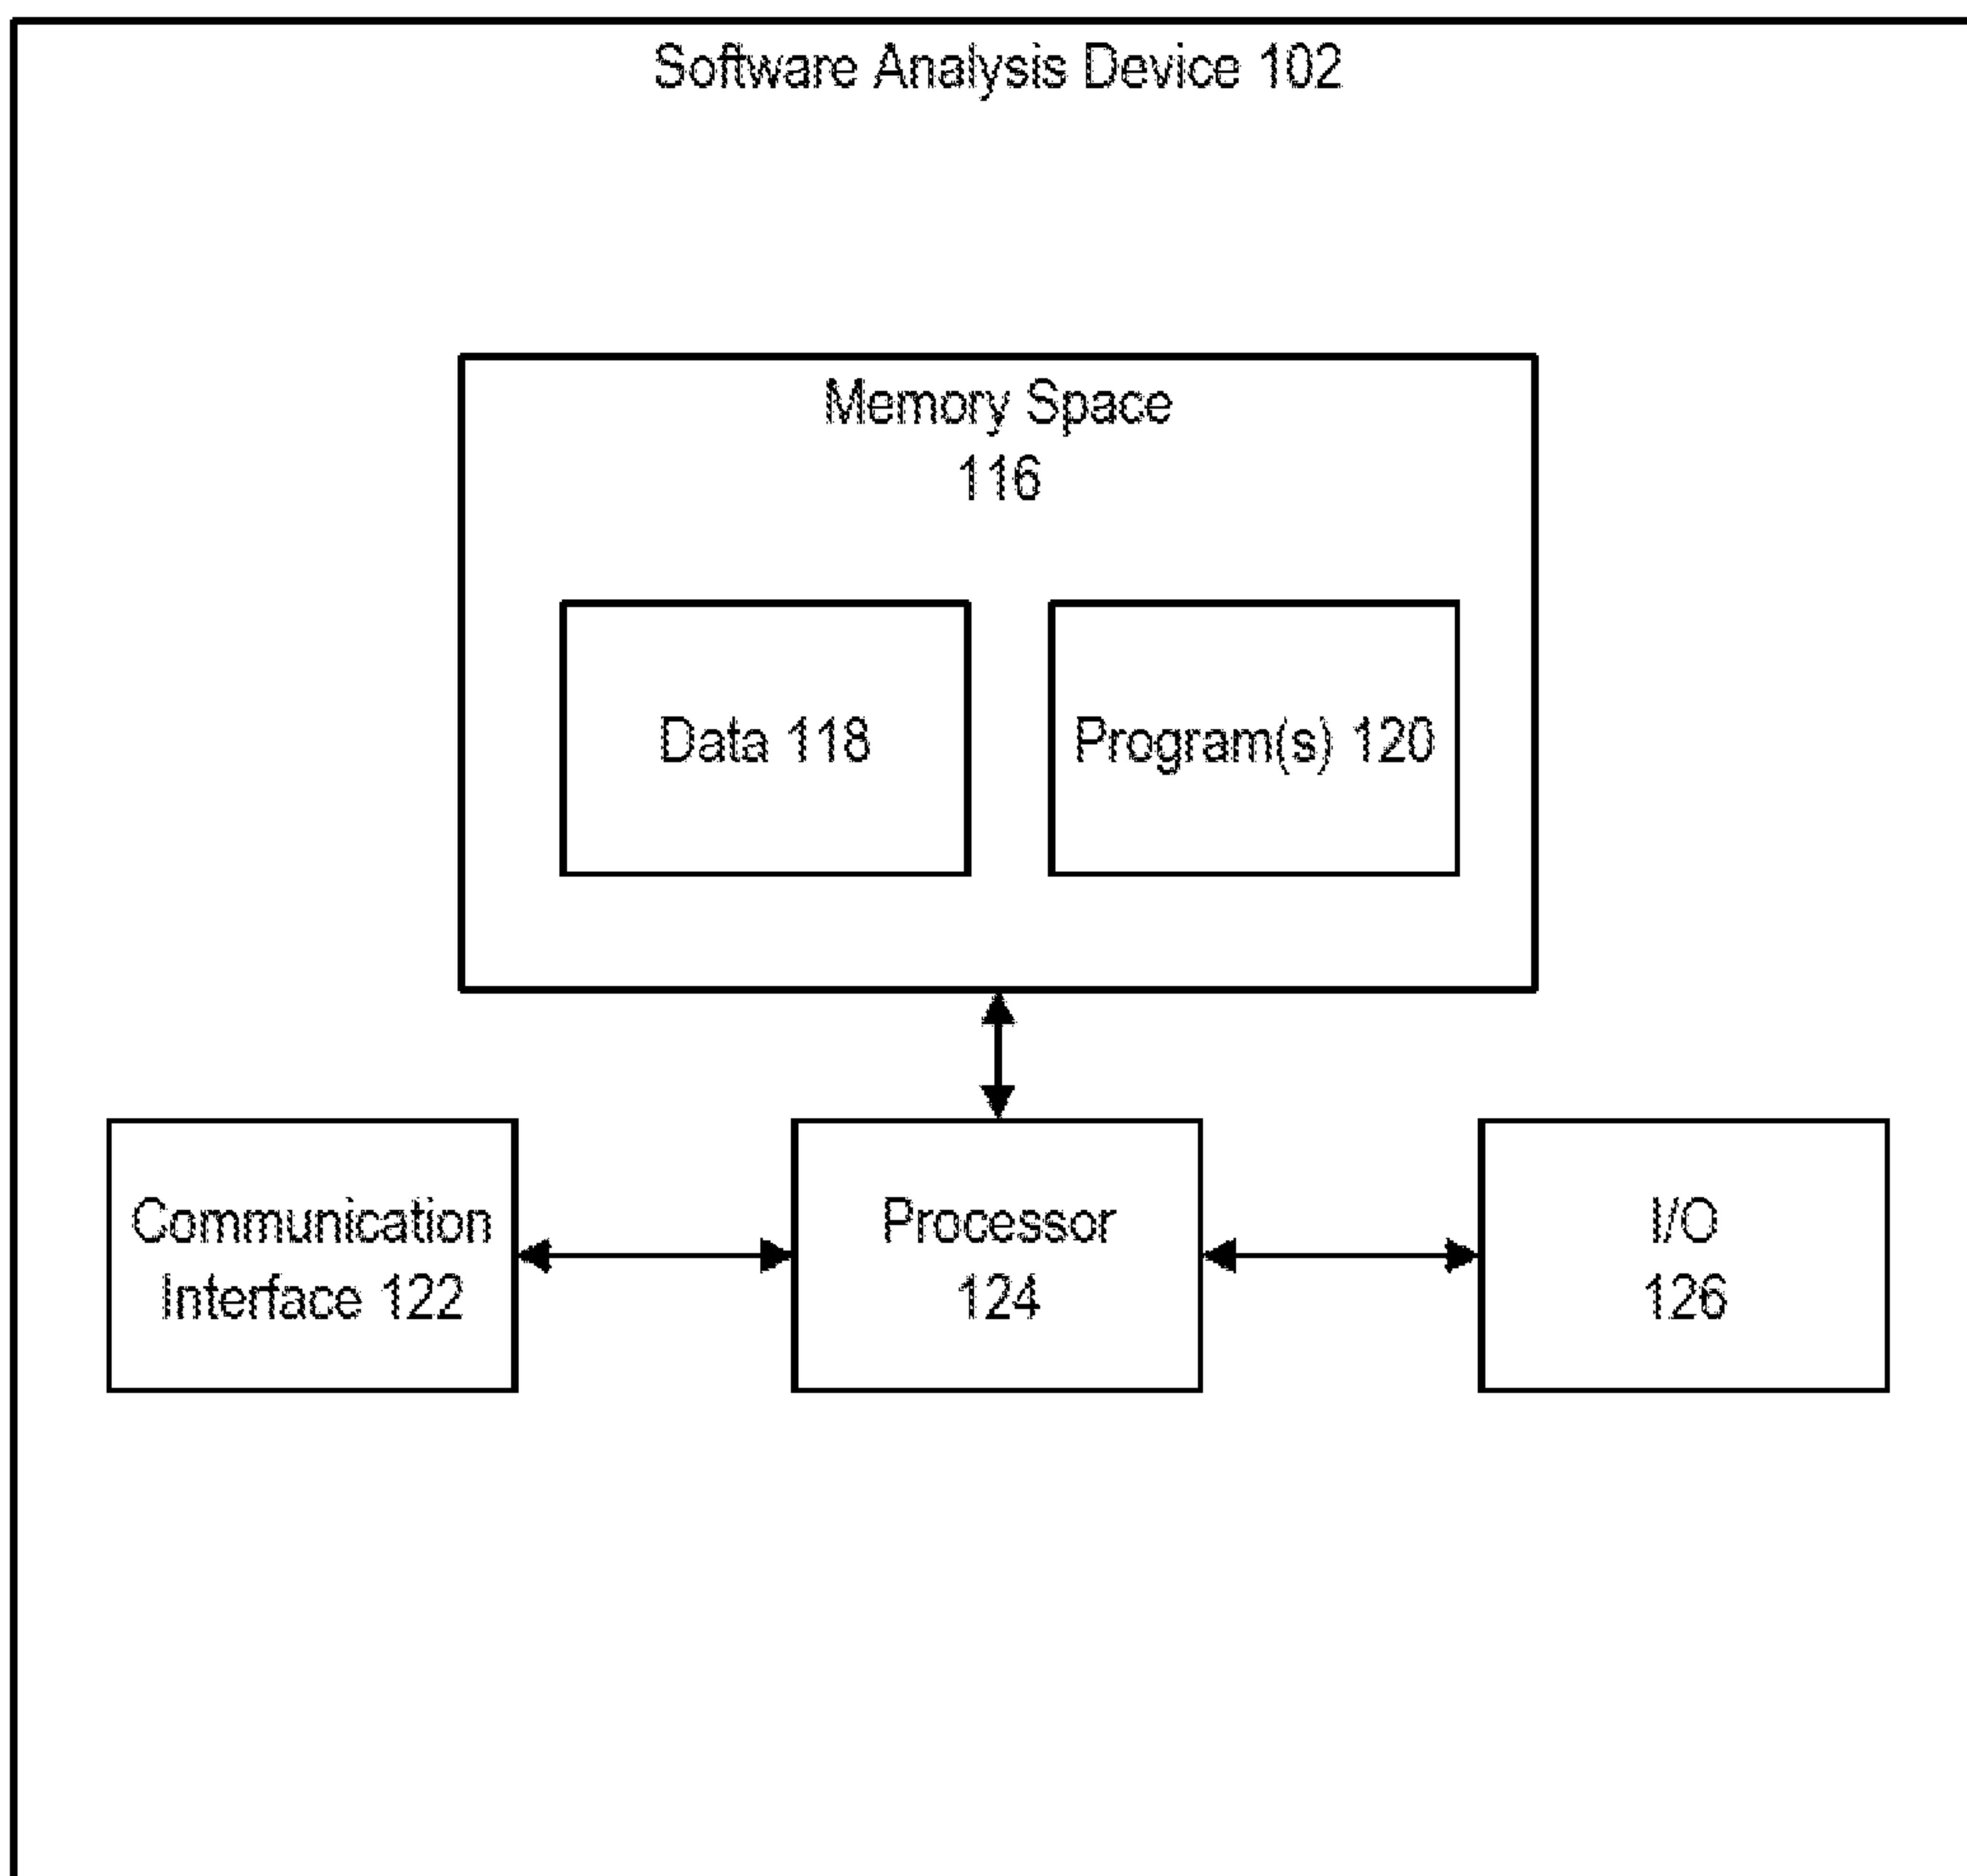 Software Analysis Device 102
Memory Space
116
Data 118
Program(s) 120
Communication
Interface 122
Processor
124
I/O
126